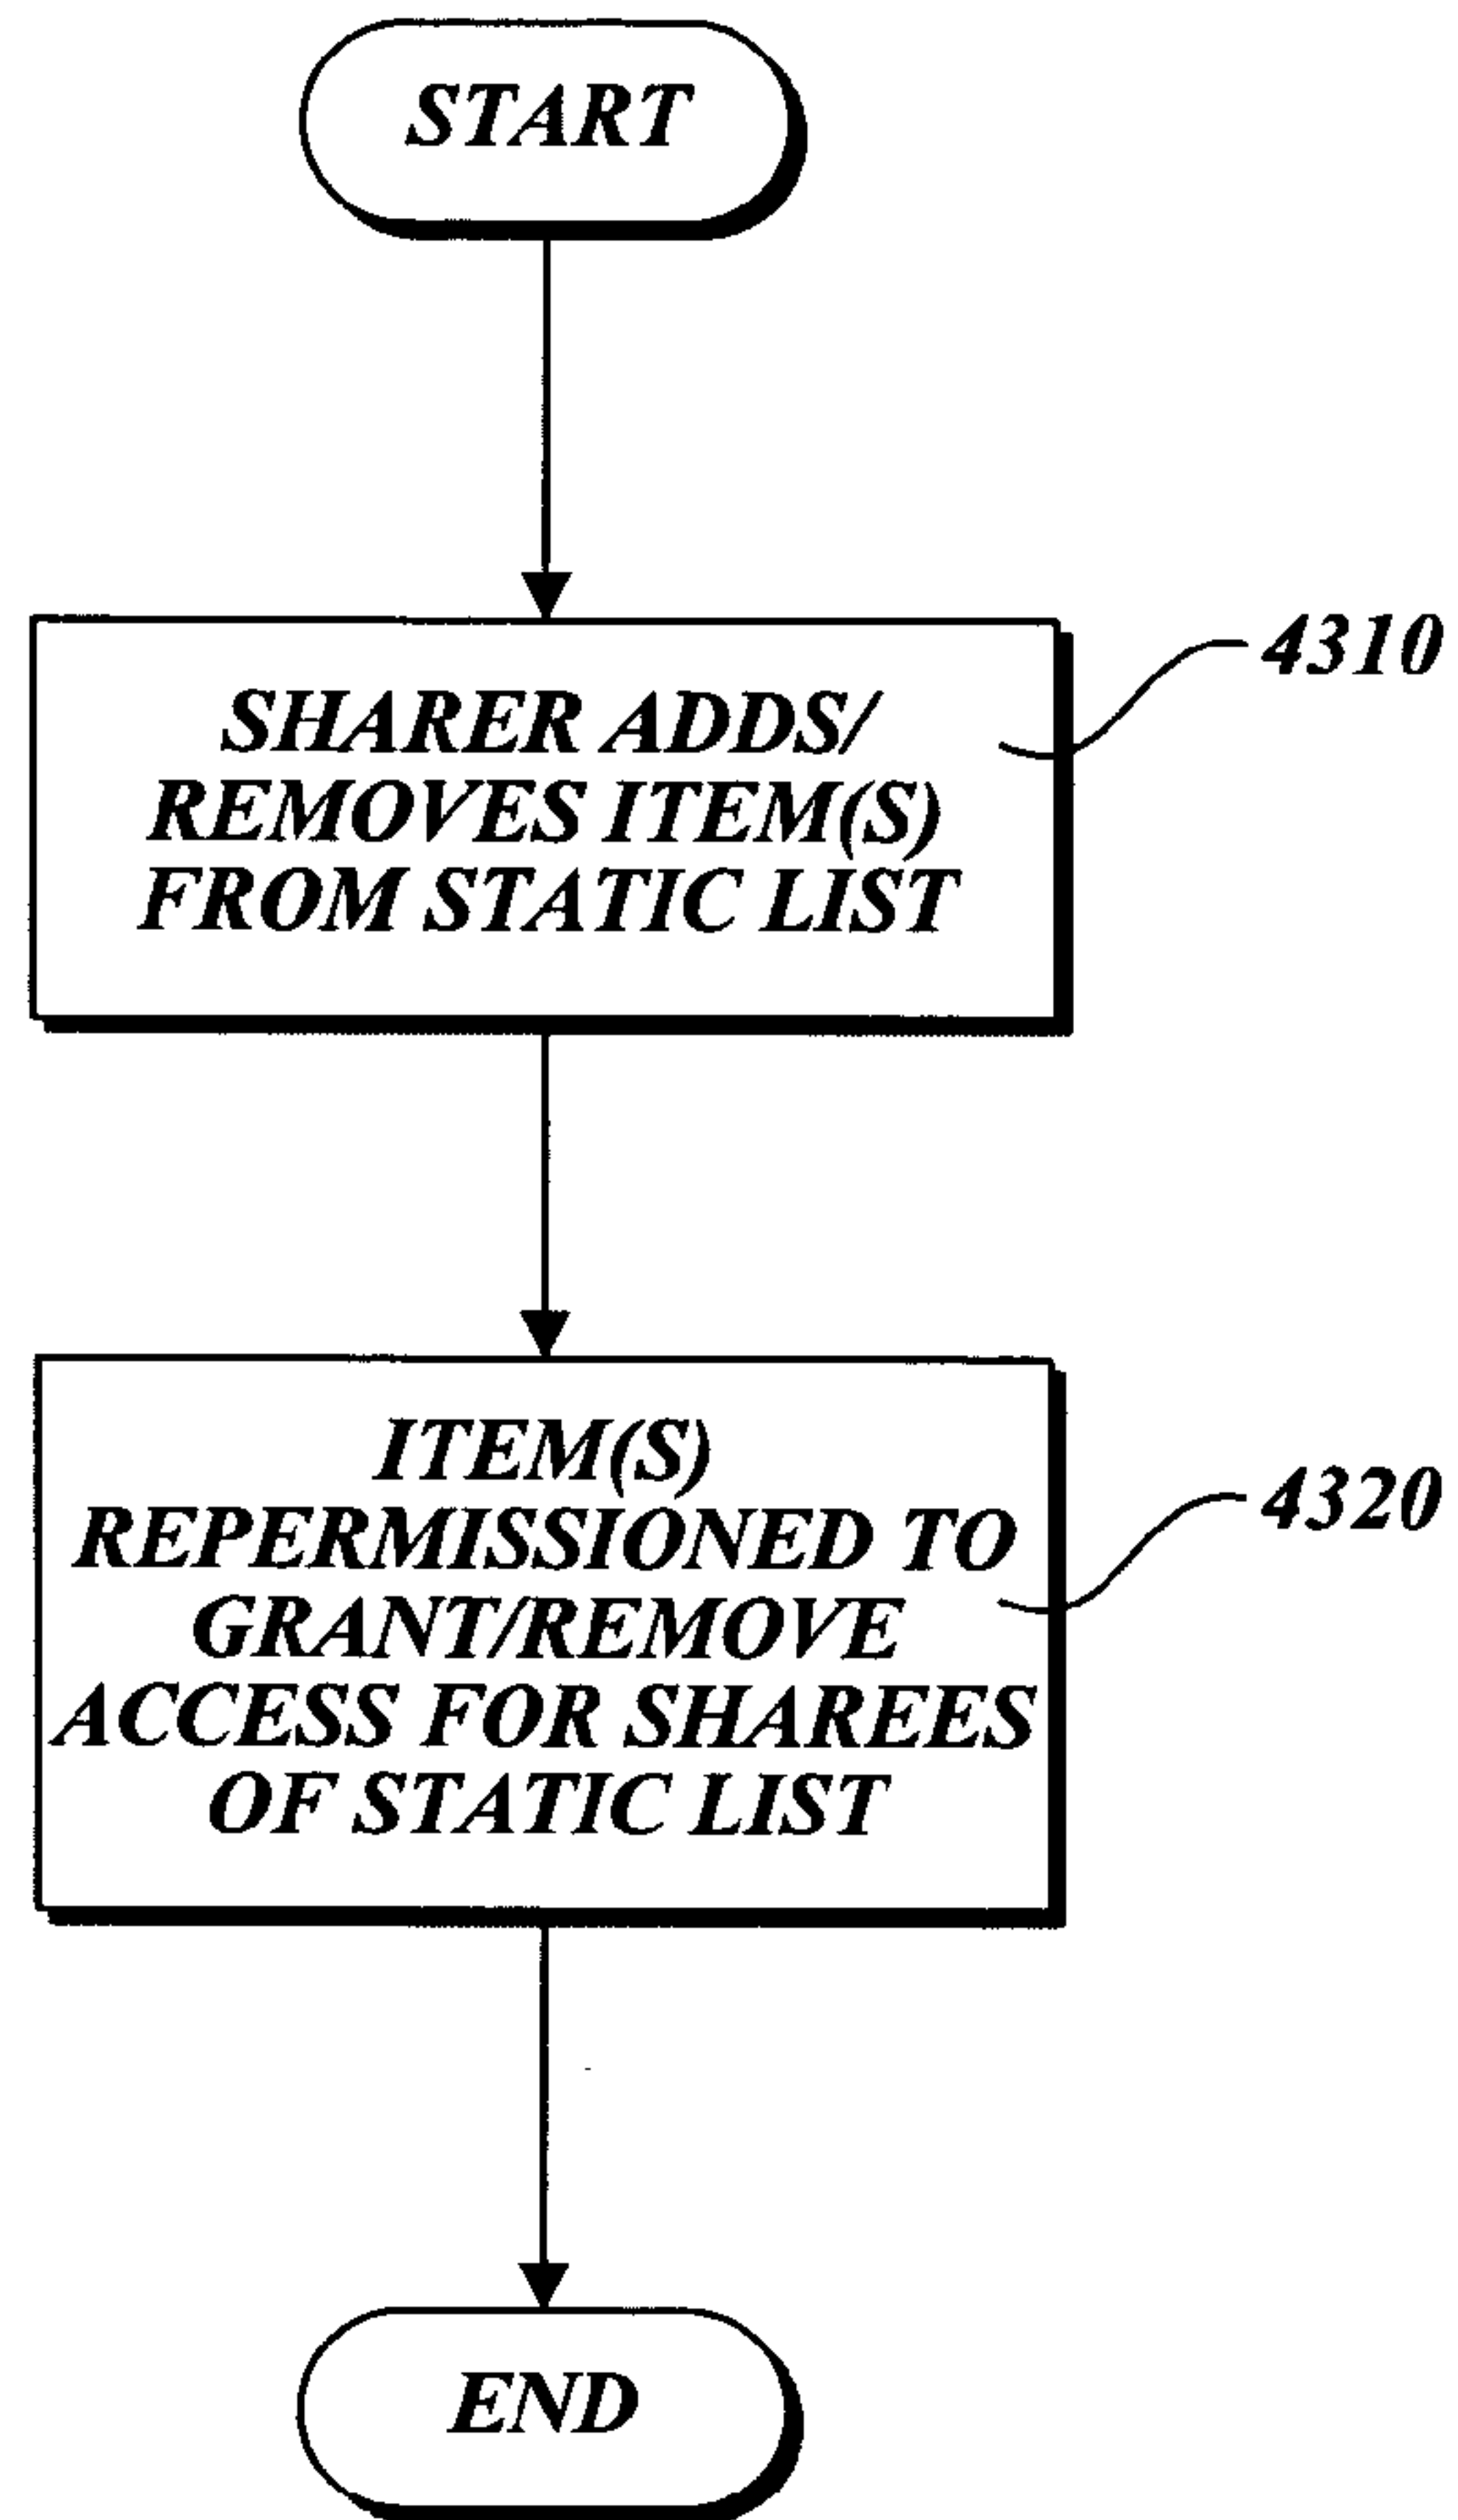 START
SHARER ADDS/
REMOVES ITEM(S)
FROM STATIC LIST
4310
ITEM(S)
REPERMISSIONED TO
GRANT/REMOVE
ACCESS FOR SHAREES
OF STATIC LIST
4320
END